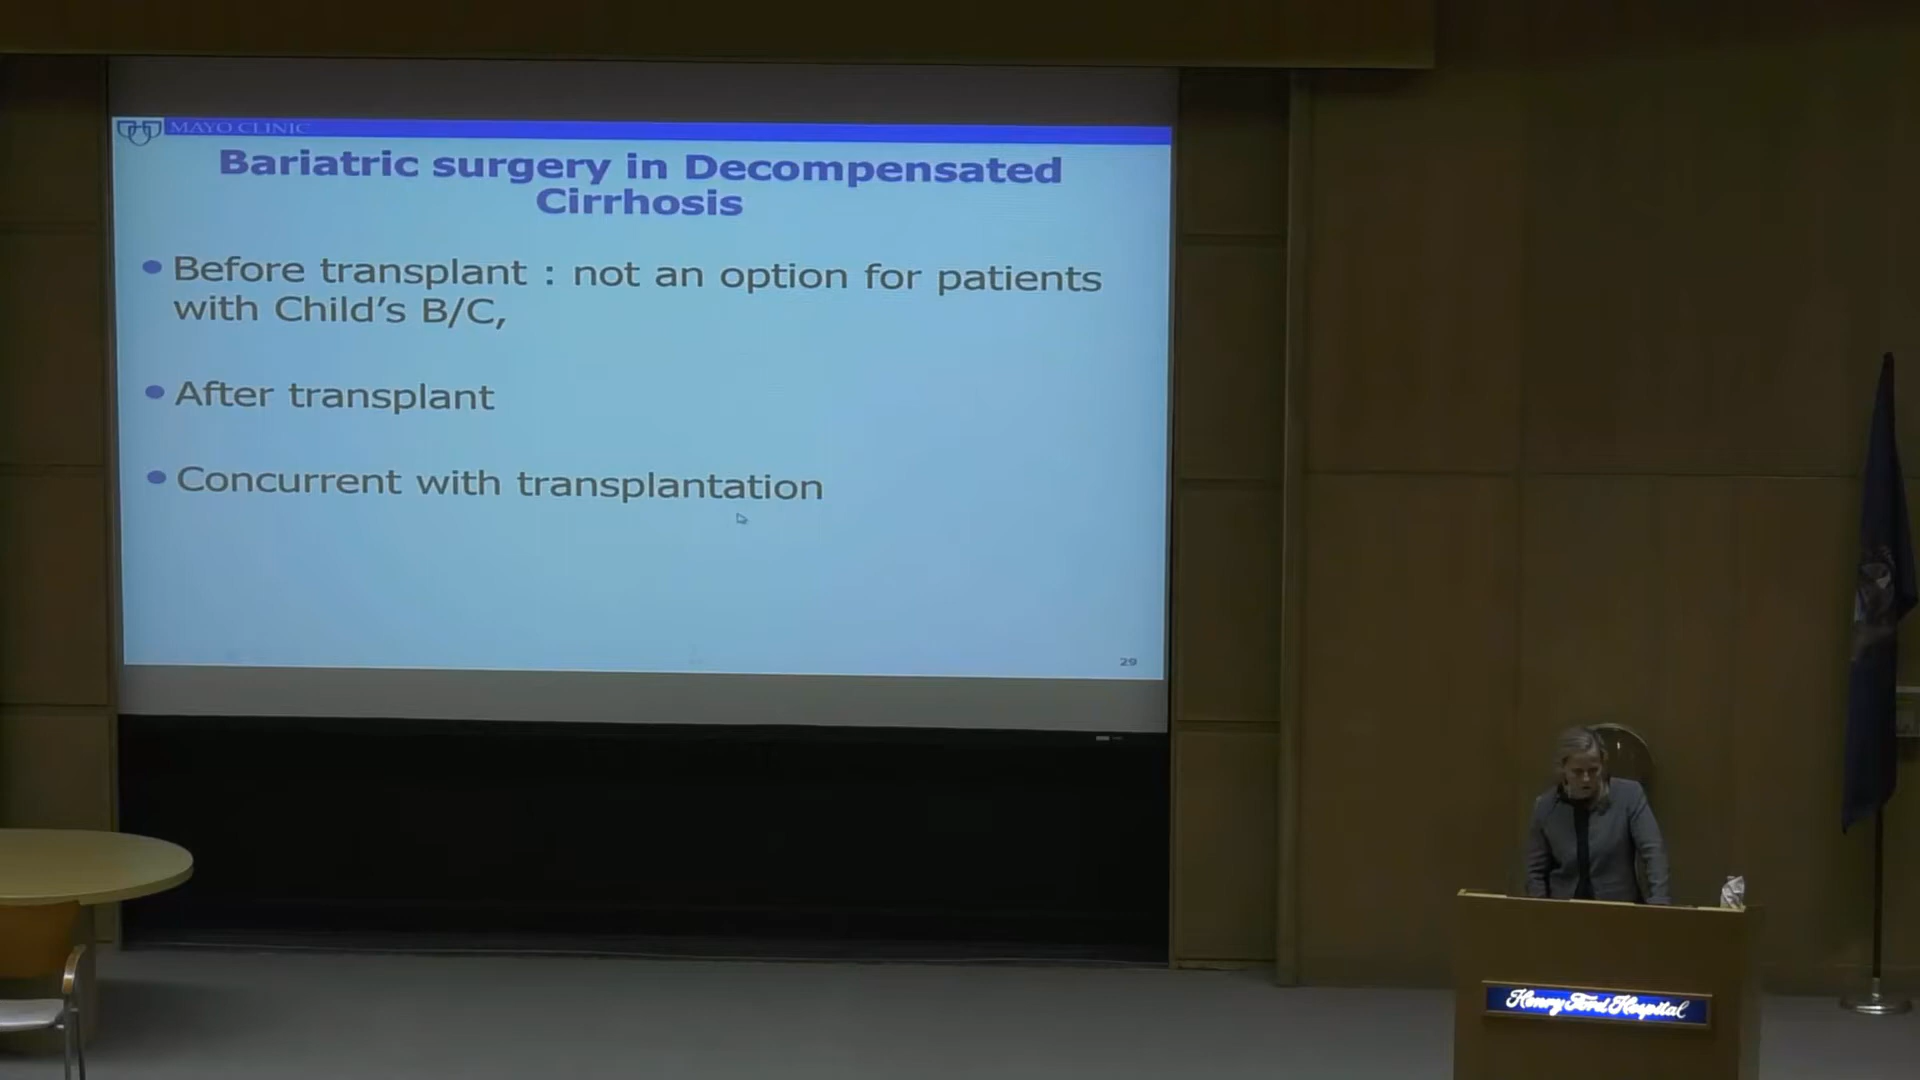 MAYO CLINIC
Bariatric surgery in Decompensated
Cirrhosis
• Before transplant : not an option for patients
with Child's B/C,
• After transplant
• Concurrent with transplantation
29
Henry Ford Hospital